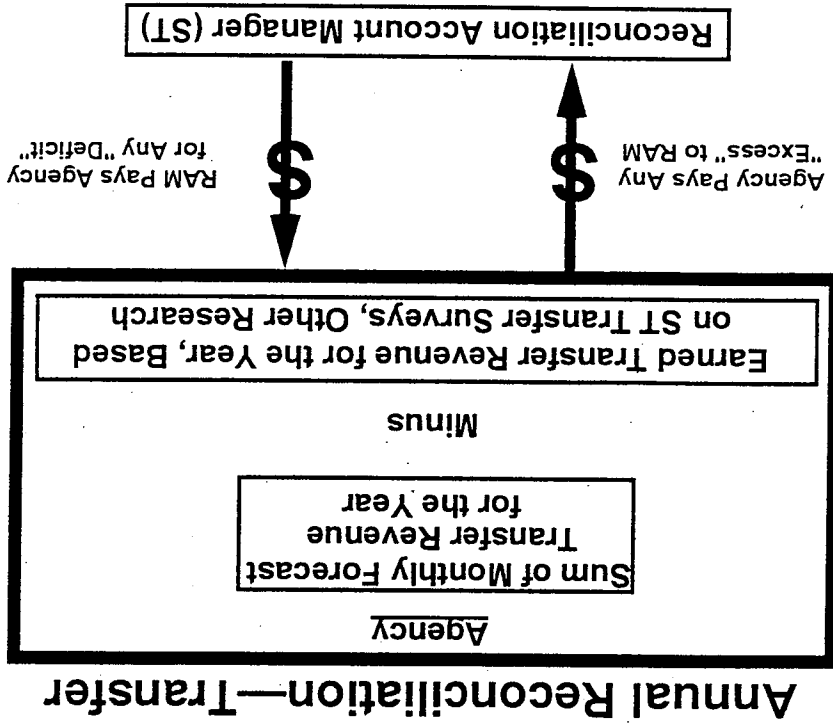 Annual Reconciliation—Transfer
Agency
Sum of Monthly Forecast
Transfer Revenue
for the Year
Minus
Earned Transfer Revenue for the Year, Based
on ST Transfer Surveys, Other Research
Agency Pays Any
"Excess" to RAM
$
$
RAM Pays Agency
for Any "Deficit"
Reconciliation Account Manager (ST)